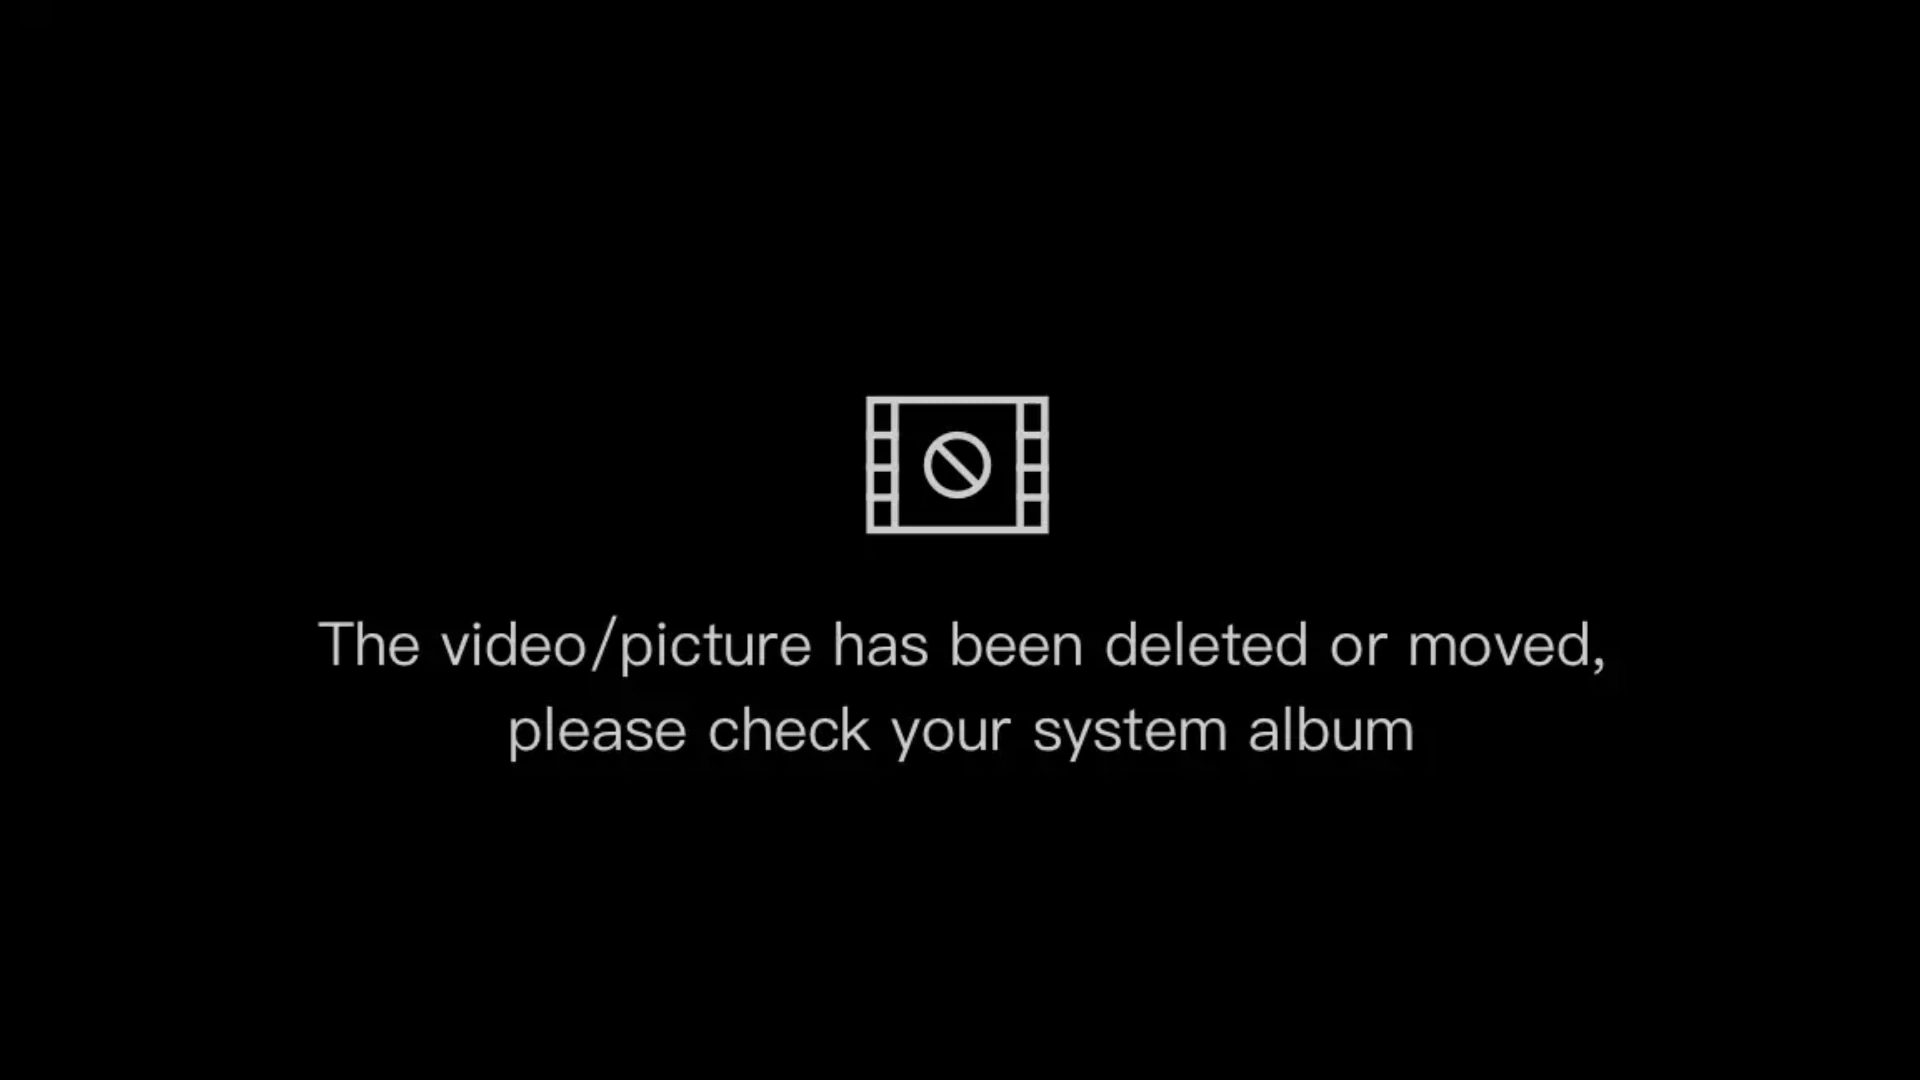 The video/picture has been deleted or moved,
please check your system album